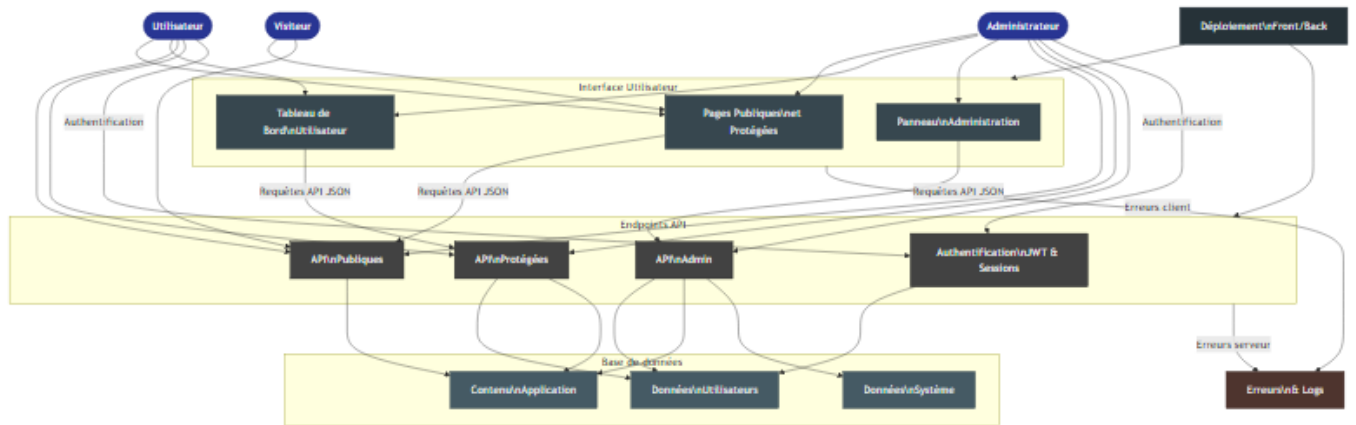 Utilisateur
Visiteur
Administrateur
Déploiement\nFront/Back
Interface Utilisateur
Tableau de
Bord\nUtilisateur
Pages Publiques\net
Protégées
Panneau\nAdministration
Authentification
Authentification
Requêtes API JSON
Requêtes API JSON
Requêtes API JSON
Erreurs client
Endpoints API
API\nPubliques
API\nProtégées
API\nAdmin
Authentification\nJWT &
Sessions
Erreurs serveur
Base de données
Contenu\nApplication
Données\nUtilisateurs
Données\nSystème
Erreurs\n& Logs